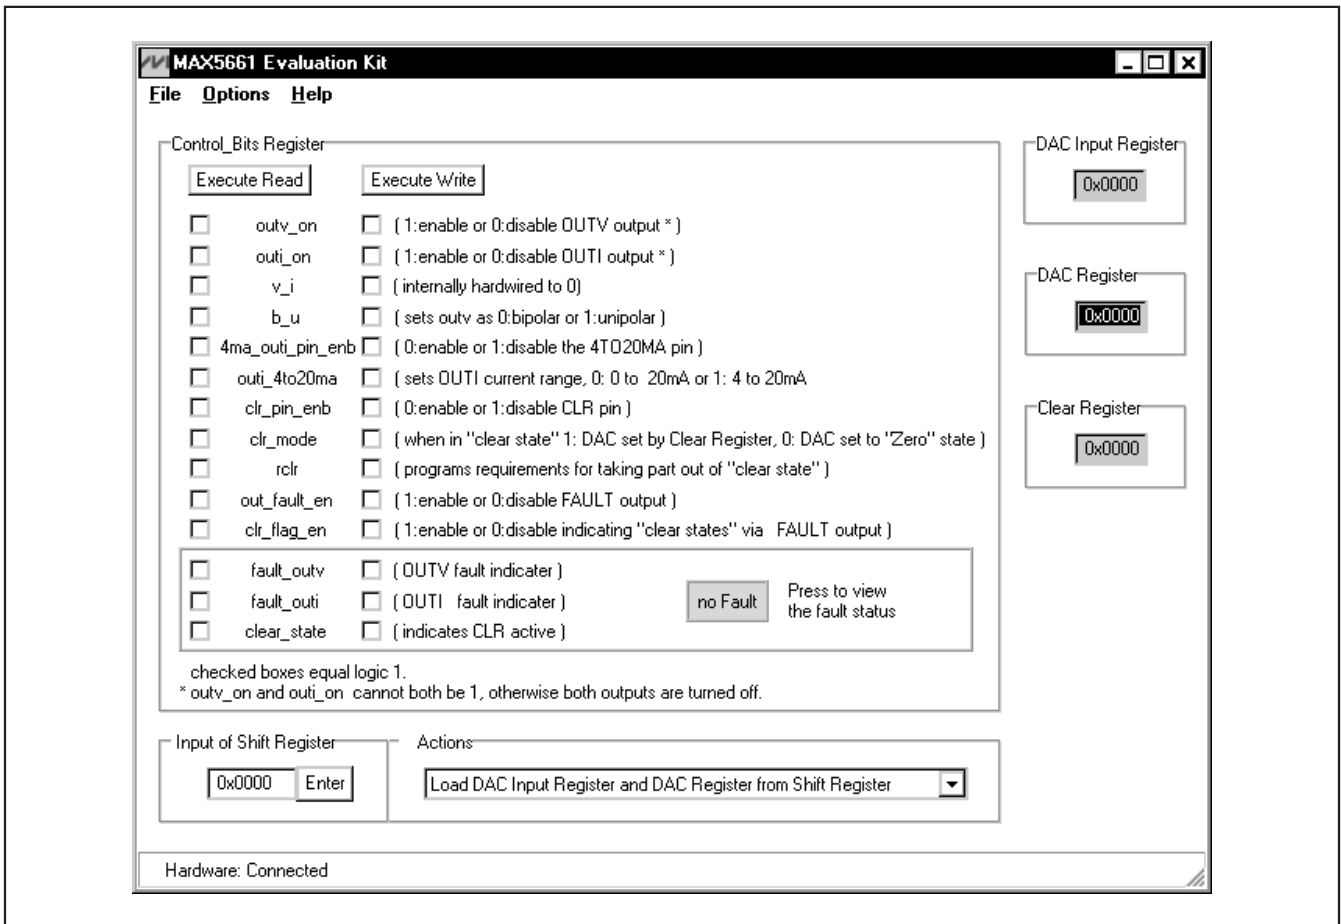 MAX5661 Evaluation Kit
File Options Help
Control_Bits Register
Execute Read Execute Write
outv_on ( 1:enable or 0:disable OUTV output * )
outi_on ( 1:enable or 0:disable OUTI output * )
v_i ( internally hardwired to 0)
b_u ( sets outv as 0:bipolar or 1:unipolar )
4ma_outi_pin_enb ( 0:enable or 1:disable the 4TO20MA pin )
outi_4to20ma ( sets OUTI current range, 0: 0 to 20mA or 1: 4 to 20mA
clr_pin_enb ( 0:enable or 1:disable CLR pin )
clr_mode ( when in "clear state" 1: DAC set by Clear Register, 0: DAC set to "Zero" state )
rclr ( programs requirements for taking part out of "clear state" )
out_fault_en ( 1:enable or 0:disable FAULT output )
clr_flag_en ( 1:enable or 0:disable indicating "clear states" via FAULT output )
fault_outv ( OUTV fault indicater )
fault_outi ( OUTI fault indicater )
clear_state ( indicates CLR active )
no Fault
Press to view
the fault status
checked boxes equal logic 1.
* outv_on and outi_on cannot both be 1, otherwise both outputs are turned off.
DAC Input Register
0x0000
DAC Register
0x0000
Clear Register
0x0000
Input of Shift Register
0x0000 Enter
Actions
Load DAC Input Register and DAC Register from Shift Register
Hardware: Connected